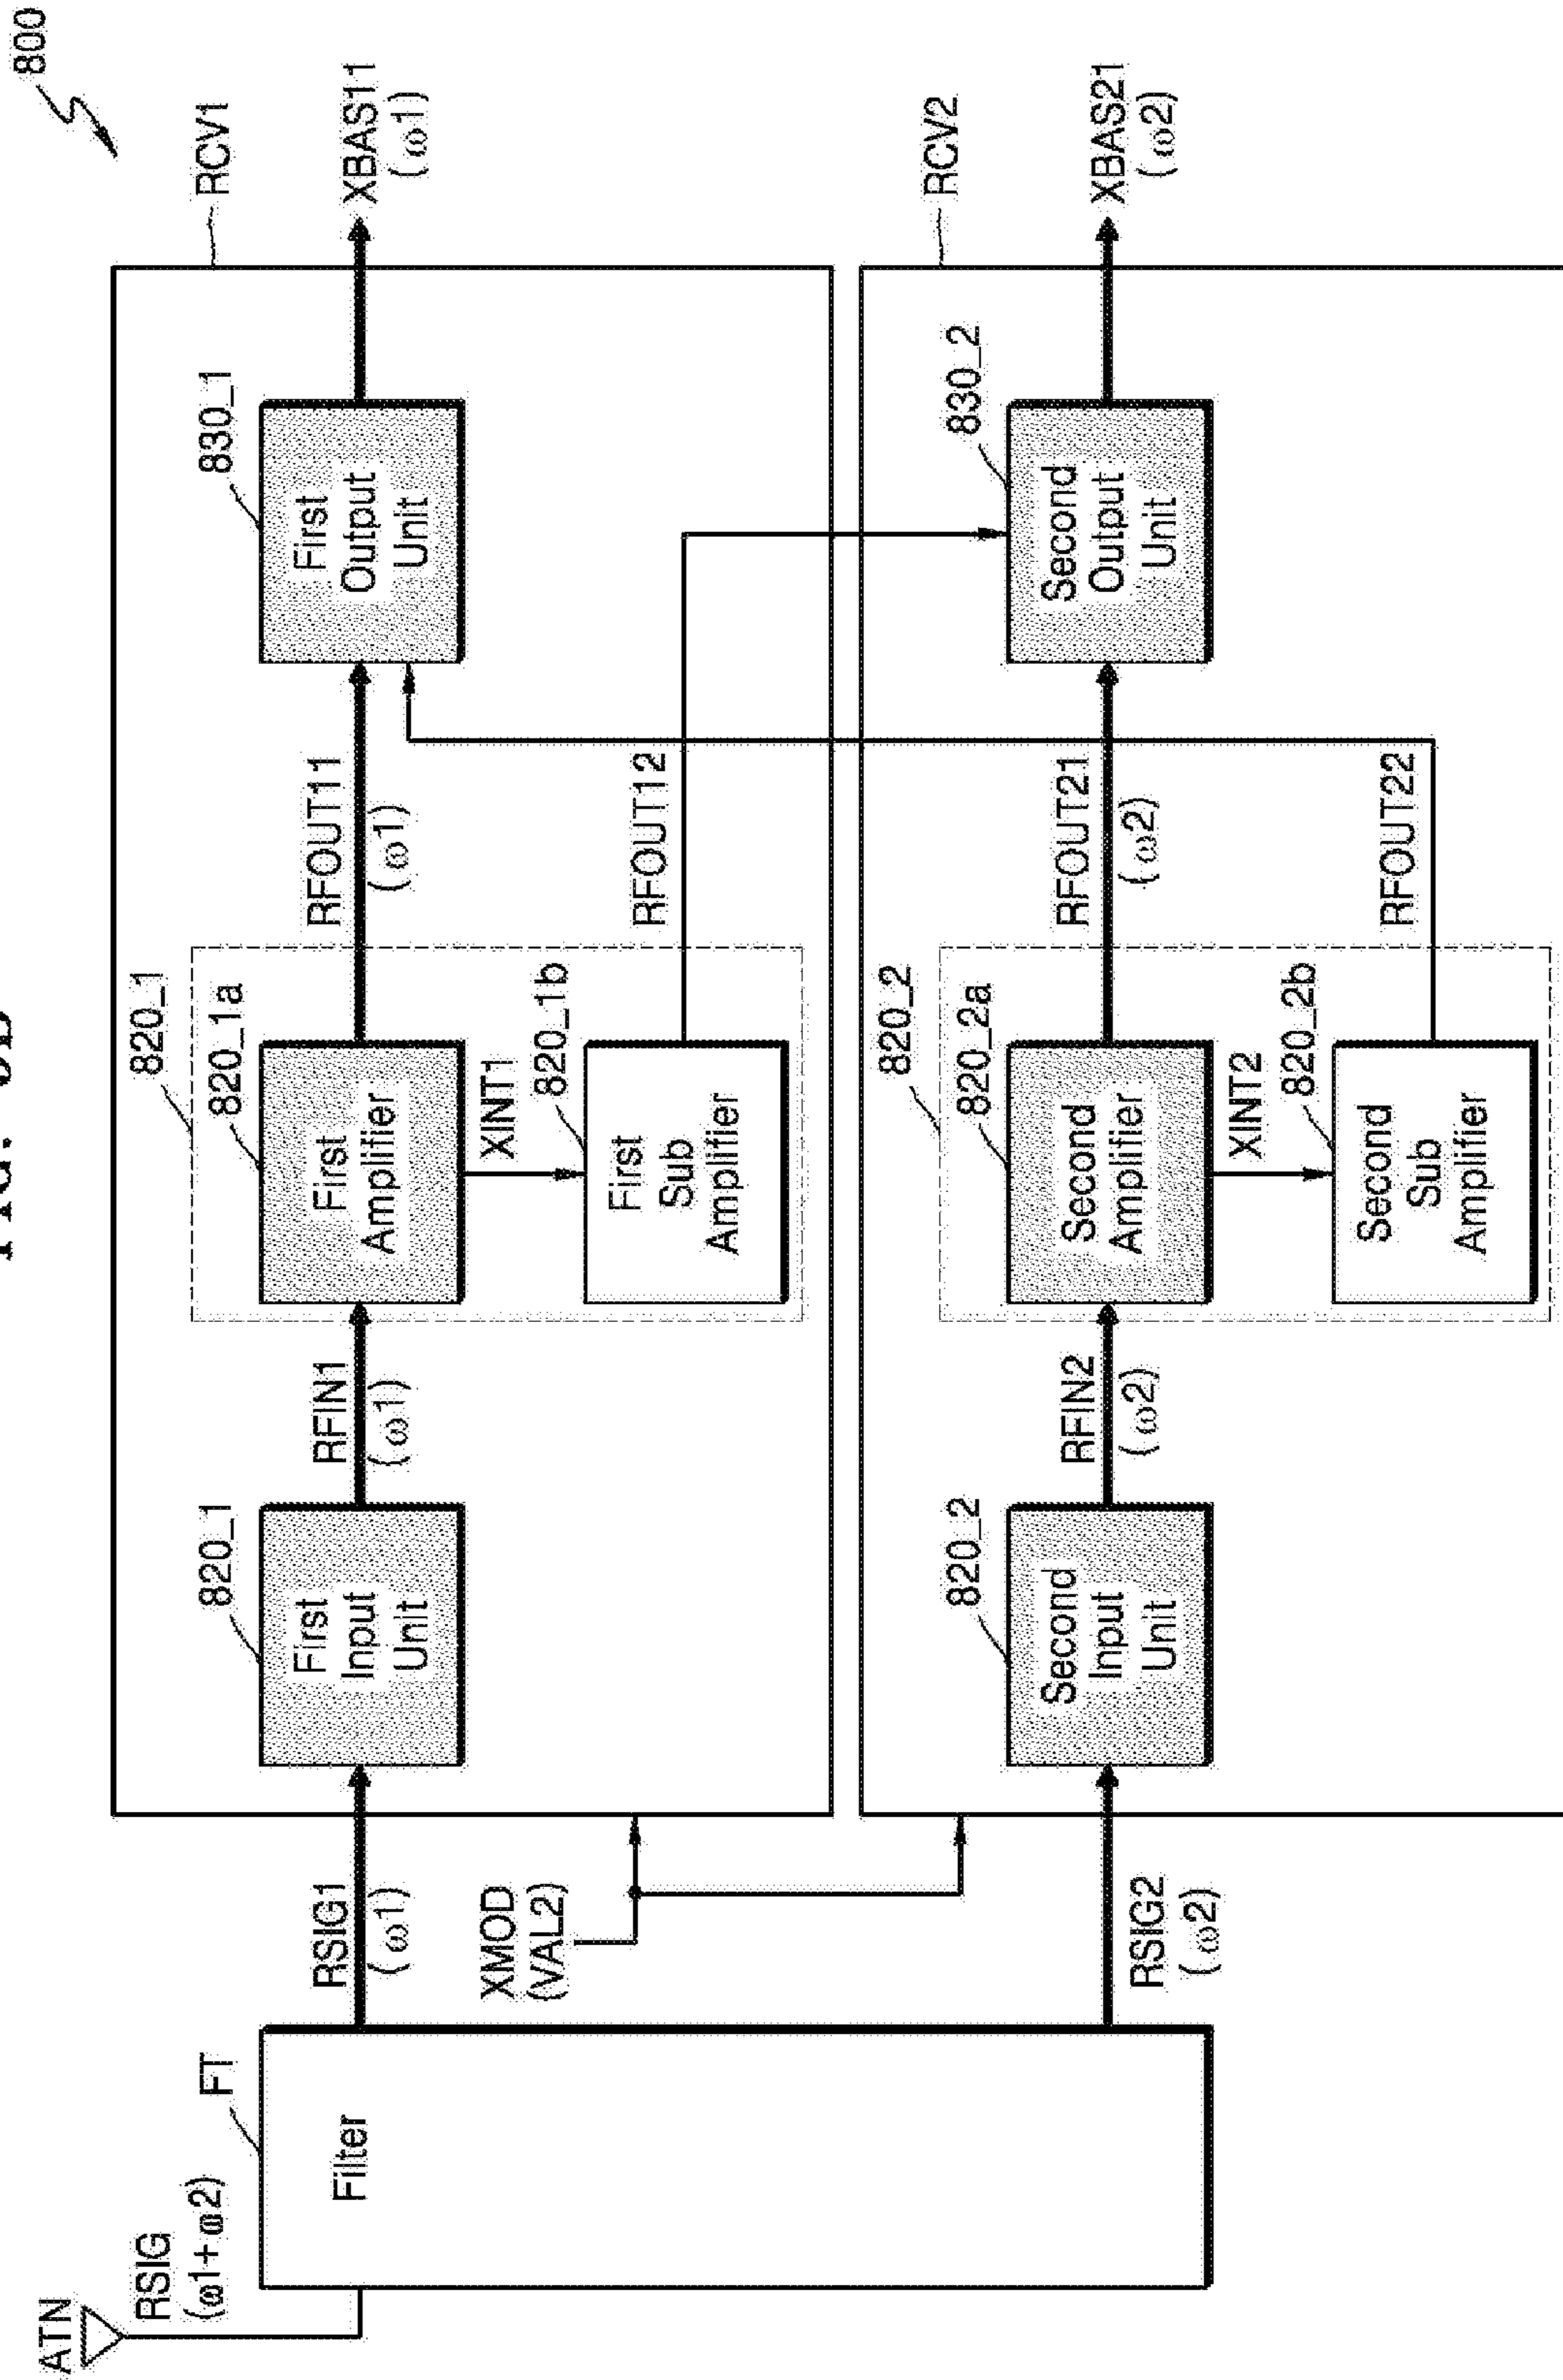 800
ATN
RSIG
(ω1+ω2)
FT
Filter
RSIG1
(ω1)
XMOD
(VAL2)
RSIG2
(ω2)
RCV1
820_1
First
Input
Unit
RFIN1
(ω1)
820_1
820_1a
First
Amplifier
XINT1
820_1b
First
Sub
Amplifier
RFOUT11
(ω1)
RFOUT12
830_1
First
Output
Unit
XBAS11
(ω1)
RCV2
820_2
Second
Input
Unit
RFIN2
(ω2)
820_2
820_2a
Second
Amplifier
XINT2
820_2b
Second
Sub
Amplifier
RFOUT21
(ω2)
RFOUT22
830_2
Second
Output
Unit
XBAS21
(ω2)